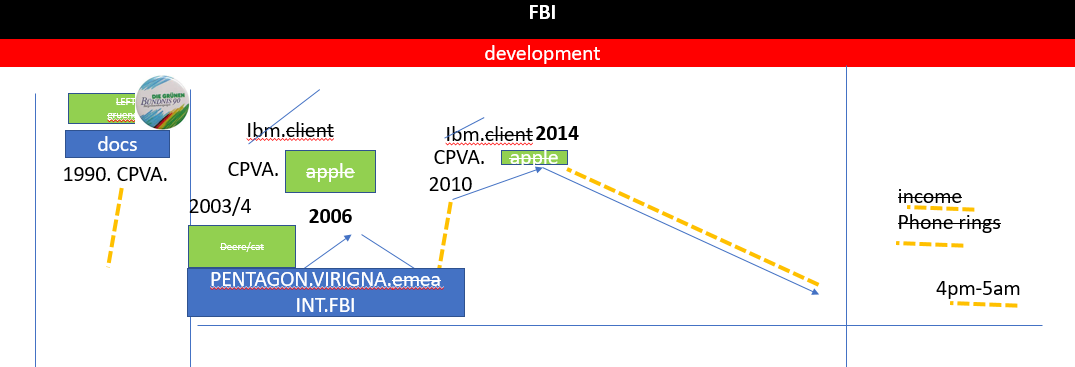 FBI
development
LEFT
gruene
DIE GRÜNEN
BÜNDNIS 90
docs
1990. CPVA.
Ibm.client
CPVA.
apple
2003/4
2006
Deere/cat
PENTAGON.VIRIGNA.emea
INT.FBI
Ibm.client 2014
CPVA.
apple
2010
income
Phone rings
4pm-5am